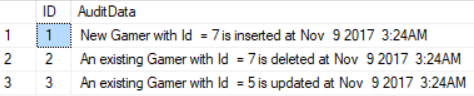 ID AuditData
1 1 New Gamer with Id  = 7 is inserted at Nov  9 2017  3:24AM
2 2 An existing Gamer with Id  = 7 is deleted at Nov  9 2017  3:24AM
3 3 An existing Gamer with Id  = 5 is updated at Nov  9 2017  3:24AM